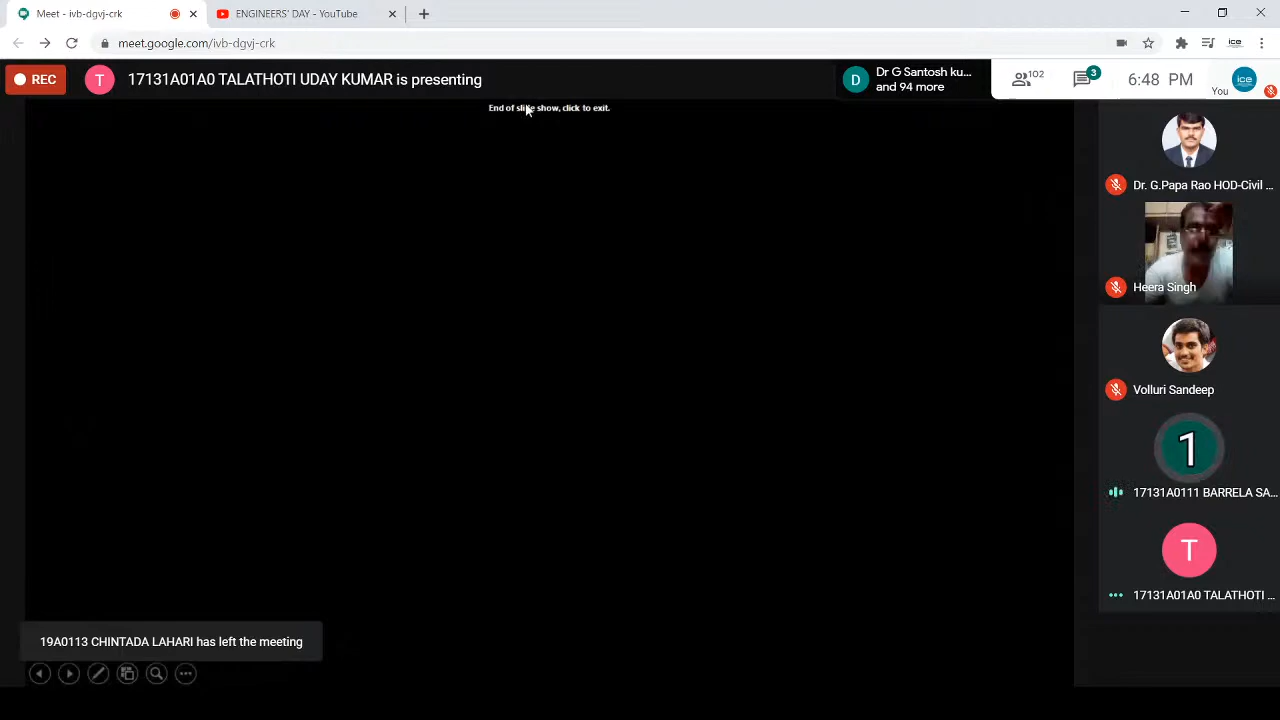 Meet - ivb-dgvj-crk
ENGINEERS' DAY - YouTube
meet.google.com/ivb-dgvj-crk
ice
REC
T
17131A01A0 TALATHOTI UDAY KUMAR is presenting
D
Dr G Santosh ku...
and 94 more
102
3
6:48 PM
You
ice
End of slide show, click to exit.
Dr. G.Papa Rao HOD-Civil ...
Heera Singh
Volluri Sandeep
1
17131A0111 BARRELA SA...
T
17131A01A0 TALATHOTI ...
19A0113 CHINTADA LAHARI has left the meeting